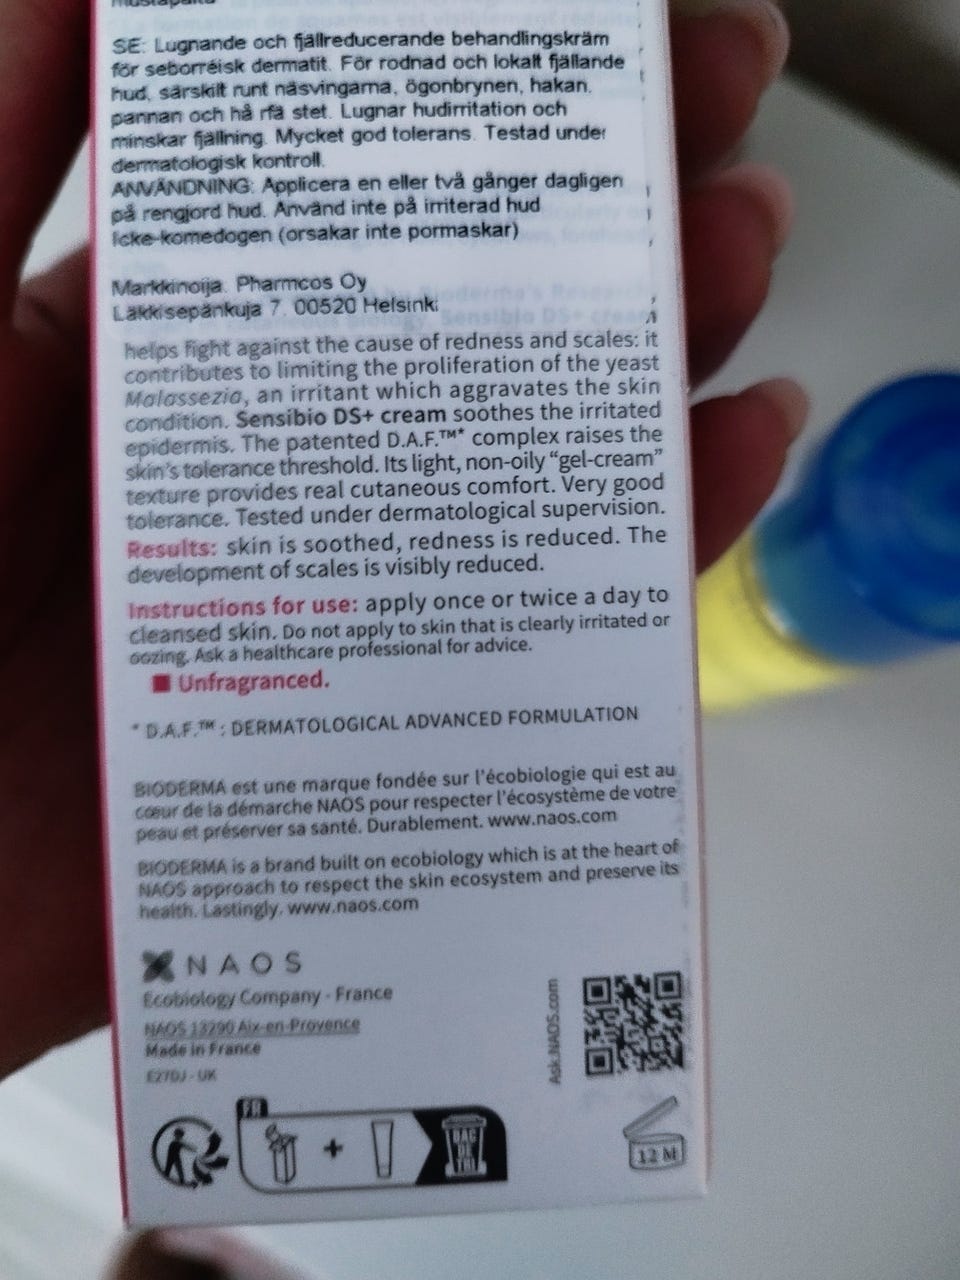 SE: Lugnande och fjällreducerande behandlingskräm
för seborréisk dermatit. För rodnad och lokalt fjällande
hud, särskilt runt näsvingarna, ögonbrynen, hakan,
pannan och hå rfä stet. Lugnar hudirritation och
minskar fjällning. Mycket god tolerans. Testad under
dermatologisk kontroll.
ANVÄNDNING: Applicera en eller två gånger dagligen
på rengjord hud. Använd inte på irriterad hud
Icke-komedogen (orsakar inte pormaskar)
Markkinoija: Pharmcos Oy
Läkkisepänkuja 7, 00520 Helsinki
helps fight against the cause of redness and scales: it
contributes to limiting the proliferation of the yeast
Malassezia, an irritant which aggravates the skin
condition. Sensibio DS+ cream soothes the irritated
epidermis. The patented D.A.F.™* complex raises the
skin's tolerance threshold. Its light, non-oily “gel-cream”
texture provides real cutaneous comfort. Very good
tolerance. Tested under dermatological supervision.
Results: skin is soothed, redness is reduced. The
development of scales is visibly reduced.
Instructions for use: apply once or twice a day to
cleansed skin. Do not apply to skin that is clearly irritated or
oozing. Ask a healthcare professional for advice.
Unfragranced.
* D.A.F.™ : DERMATOLOGICAL ADVANCED FORMULATION
BIODERMA est une marque fondée sur l'écobiologie qui est au
cœur de la démarche NAOS pour respecter l'écosystème de votre
peau et préserver sa santé. Durablement. www.naos.com
BIODERMA is a brand built on ecobiology which is at the heart of
NAOS approach to respect the skin ecosystem and preserve its
health. Lastingly. www.naos.com
NAOS
Ecobiology Company - France
NAOS 13290 Aix-en-Provence
Made in France
E27DJ - UK
Ask.NAOS.com
FR
+
BAC
DE
TRI
12 M